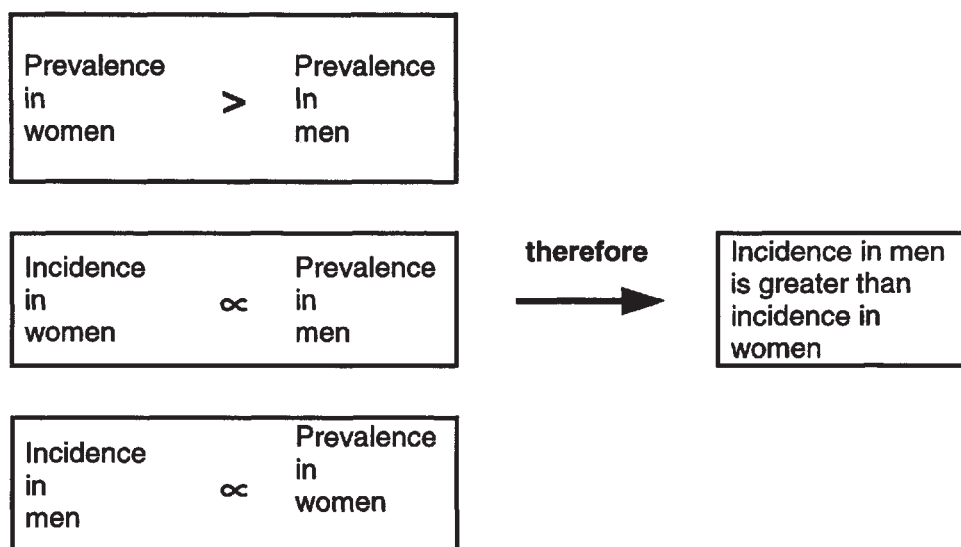 Prevalence
in
women
>
Prevalence
In
men
Incidence
in
women
∝
Prevalence
in
men
therefore
Incidence in men
is greater than
incidence in
women
Incidence
in
men
∝
Prevalence
in
women